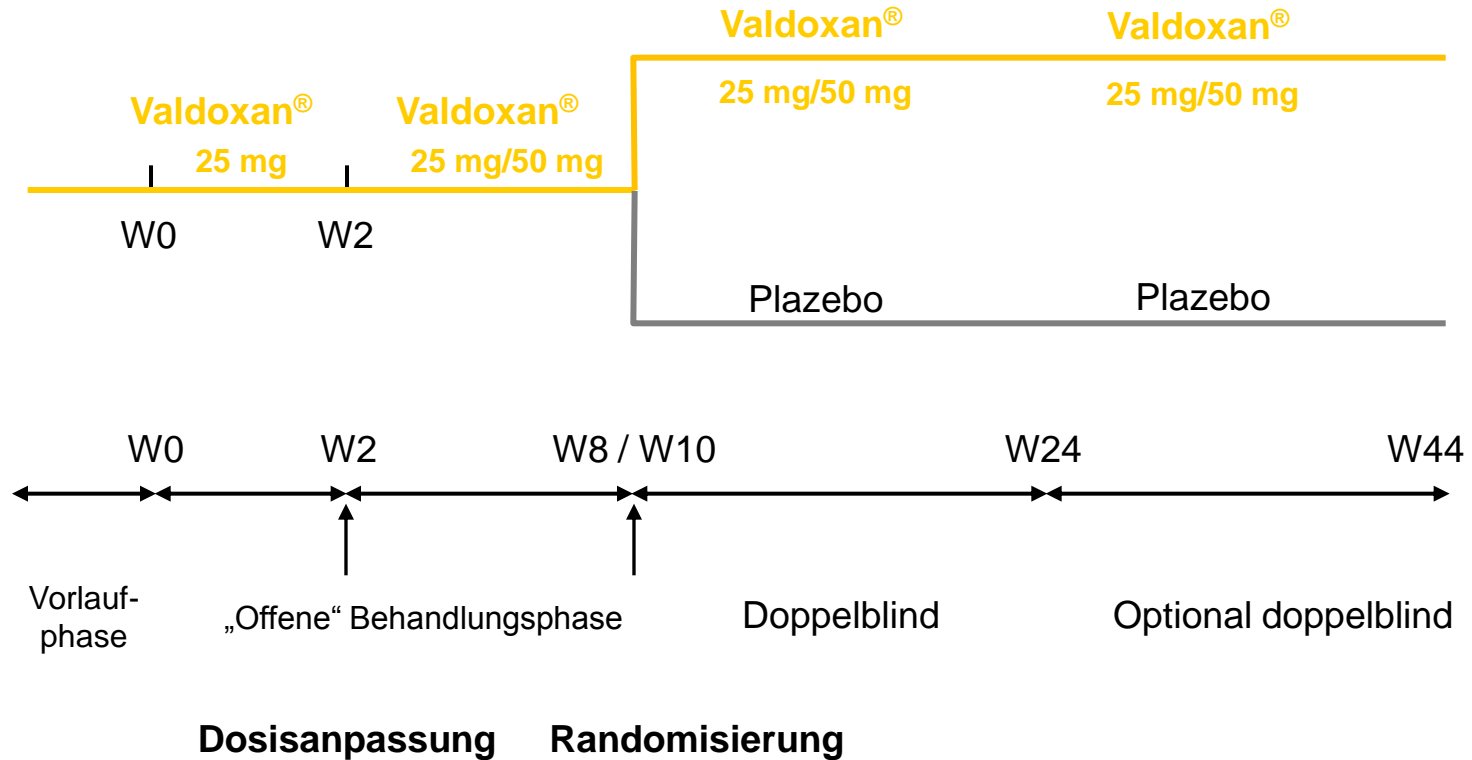 Valdoxan® Valdoxan®
25 mg/50 mg 25 mg/50 mg
Valdoxan® Valdoxan®
25 mg 25 mg/50 mg
W0 W2
Plazebo Plazebo
W0 W2 W8 / W10 W24 W44
Vorlauf-
phase
„Offene“ Behandlungsphase
Doppelblind
Optional doppelblind
Dosisanpassung Randomisierung